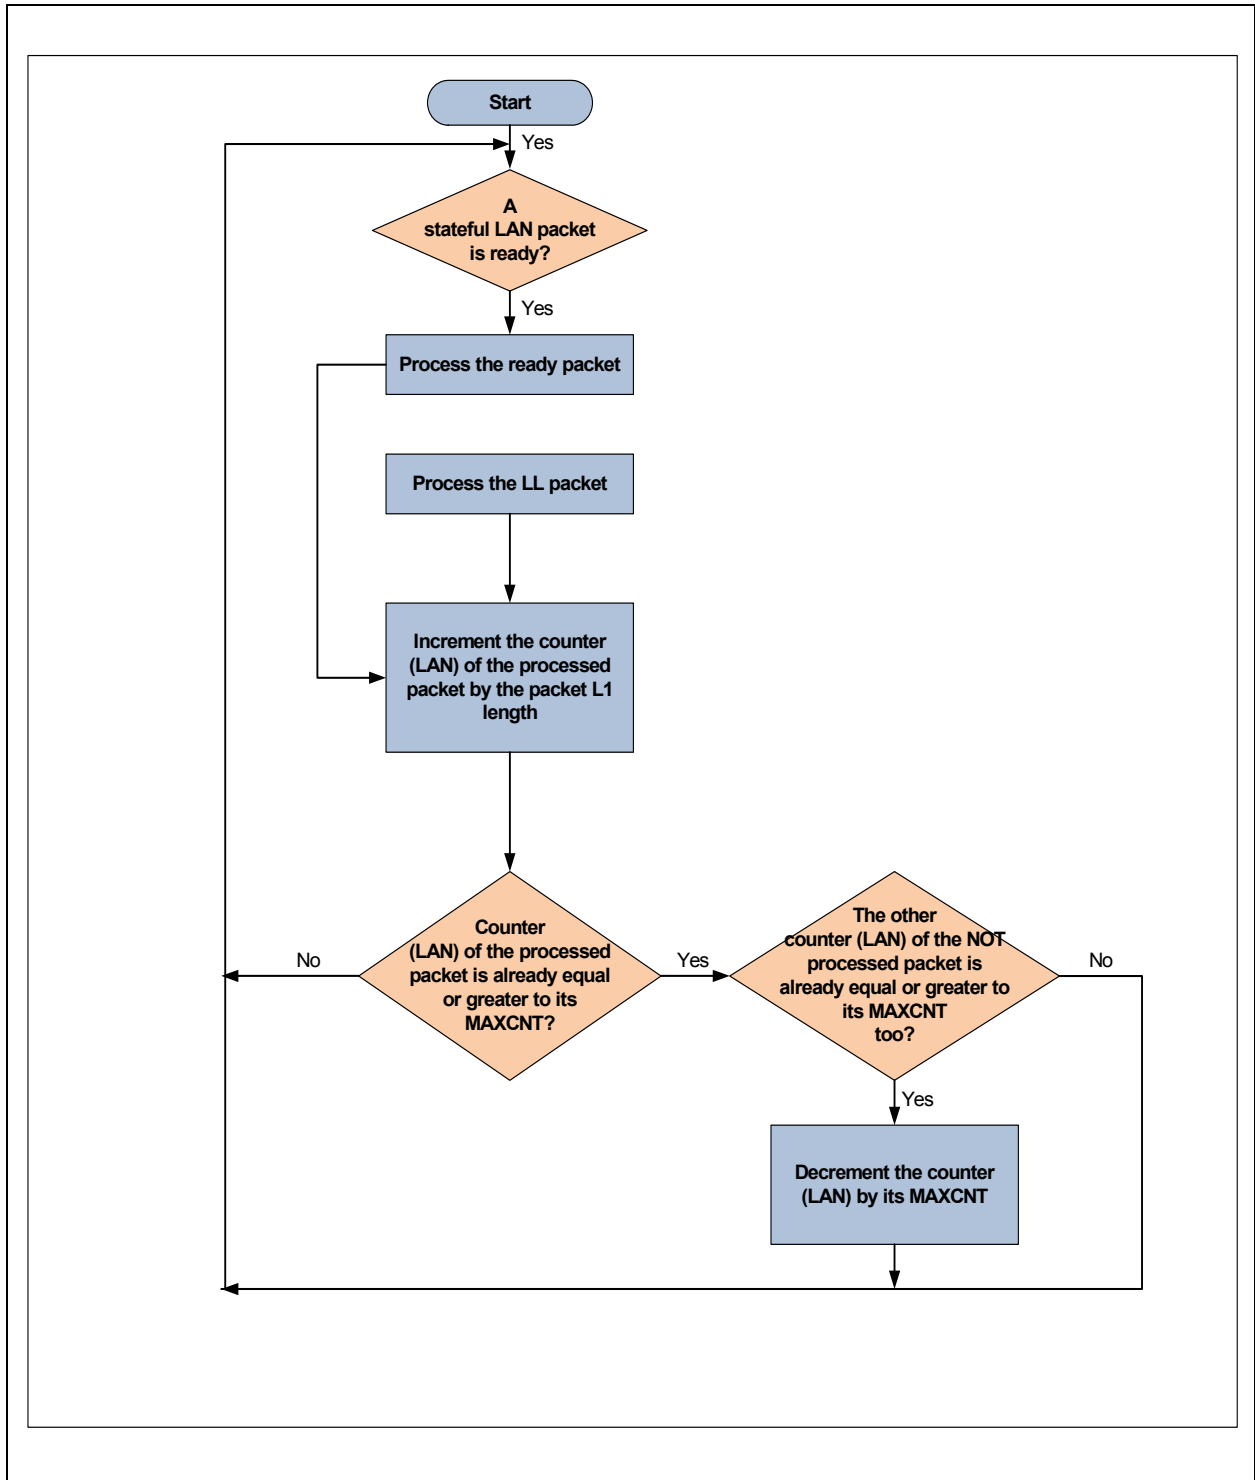 Start
Yes
A
stateful LAN packet
is ready?
Yes
Process the ready packet
Process the LL packet
Increment the counter
(LAN) of the processed
packet by the packet L1
length
Counter
(LAN) of the processed
packet is already equal
or greater to its
MAXCNT?
No
Yes
The other
counter (LAN) of the NOT
processed packet is
already equal or greater to
its MAXCNT
too?
No
Yes
Decrement the counter
(LAN) by its MAXCNT